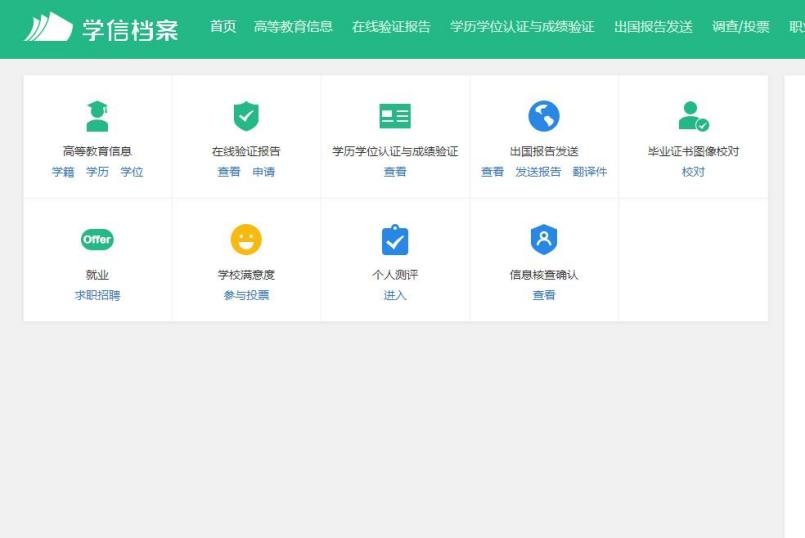 学信档案 首页 高等教育信息 在线验证报告 学历学位认证与成绩验证 出国报告发送 调查/投票
高等教育信息 在线验证报告 学历学位认证与成绩验证 出国报告发送 毕业证书图像校对
学籍 学历 学位 查看 申请 查看 查看 发送报告 翻译件 校对
Offer
就业 学校满意度 个人测评 信息核查确认
求职招聘 参与投票 进入 查看